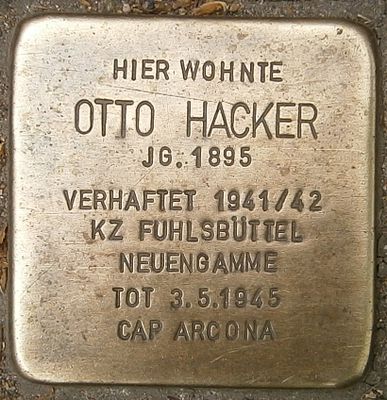 HIER WOHNTE
OTTO HACKER
JG. 1895
VERHAFTET 1941/42
KZ FUHLSBÜTTEL
NEUENGAMME
TOT 3.5.1945
CAP ARCONA